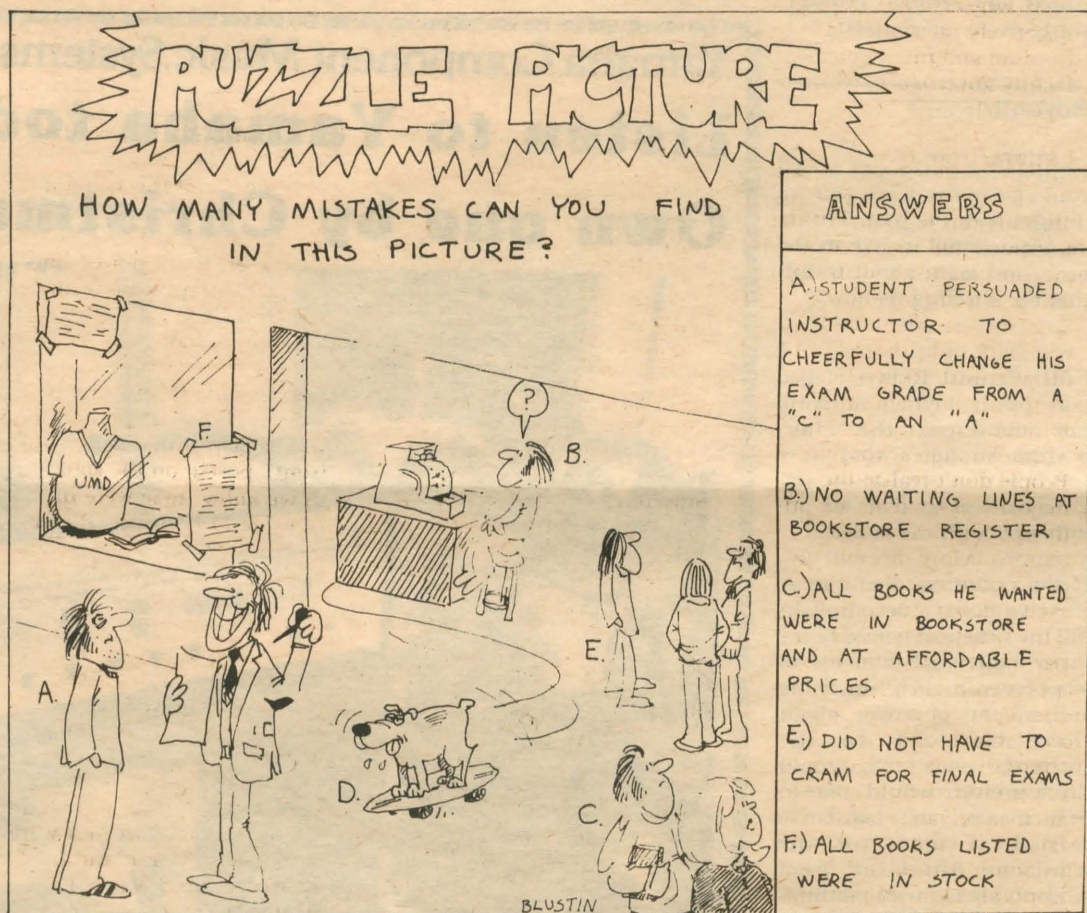 PUZZLE PICTURE
HOW MANY MISTAKES CAN YOU FIND
IN THIS PICTURE?
F.
UMD
?
B.
A.
E.
D.
C.
BLUSTIN
ANSWERS
A.) STUDENT PERSUADED
INSTRUCTOR TO
CHEERFULLY CHANGE HIS
EXAM GRADE FROM A
"C" TO AN "A"
B.) NO WAITING LINES AT
BOOKSTORE REGISTER
C.) ALL BOOKS HE WANTED
WERE IN BOOKSTORE
AND AT AFFORDABLE
PRICES
E.) DID NOT HAVE TO
CRAM FOR FINAL EXAMS
F.) ALL BOOKS LISTED
WERE IN STOCK